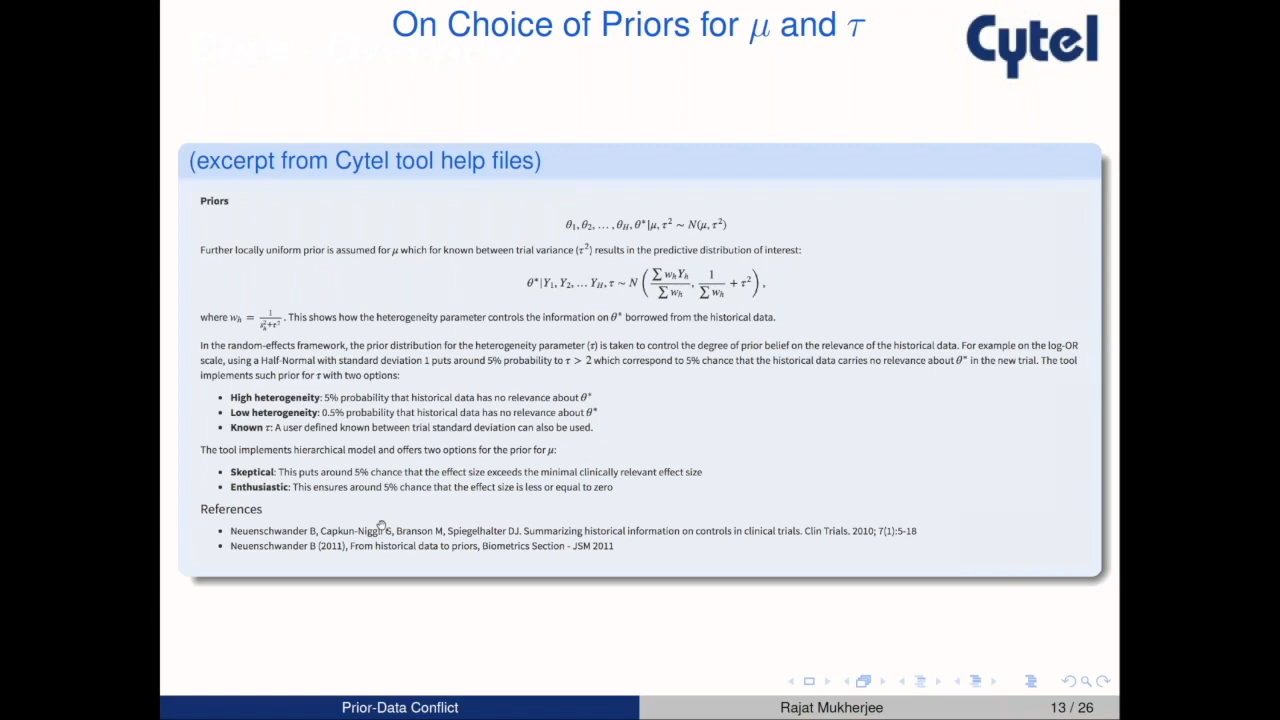 On Choice of Priors for μ and τ
Cytel
(excerpt from Cytel tool help files)
Priors
θ₁, θ₂, … , θ_H, θ*|μ, τ² ∼ N(μ, τ²)
Further locally uniform prior is assumed for μ which for known between trial variance (τ²) results in the predictive distribution of interest:
θ*|Y₁, Y₂, … Y_H, τ ∼ N (∑ w_h Y_h / ∑ w_h , 1 / ∑ w_h + τ²),
where w_h = 1 / (s_h² + τ²). This shows how the heterogeneity parameter controls the information on θ* borrowed from the historical data.
In the random-effects framework, the prior distribution for the heterogeneity parameter (τ) is taken to control the degree of prior belief on the relevance of the historical data. For example on the log-OR
scale, using a Half-Normal with standard deviation 1 puts around 5% probability to τ > 2 which correspond to 5% chance that the historical data carries no relevance about θ* in the new trial. The tool
implements such prior for τ with two options:
• High heterogeneity: 5% probability that historical data has no relevance about θ*
• Low heterogeneity: 0.5% probability that historical data has no relevance about θ*
• Known τ: A user defined known between trial standard deviation can also be used.
The tool implements hierarchical model and offers two options for the prior for μ:
• Skeptical: This puts around 5% chance that the effect size exceeds the minimal clinically relevant effect size
• Enthusiastic: This ensures around 5% chance that the effect size is less or equal to zero
References
• Neuenschwander B, Capkun-Niggli S, Branson M, Spiegelhalter DJ. Summarizing historical information on controls in clinical trials. Clin Trials. 2010; 7(1):5-18
• Neuenschwander B (2011), From historical data to priors, Biometrics Section - JSM 2011
Prior-Data Conflict
Rajat Mukherjee
13 / 26